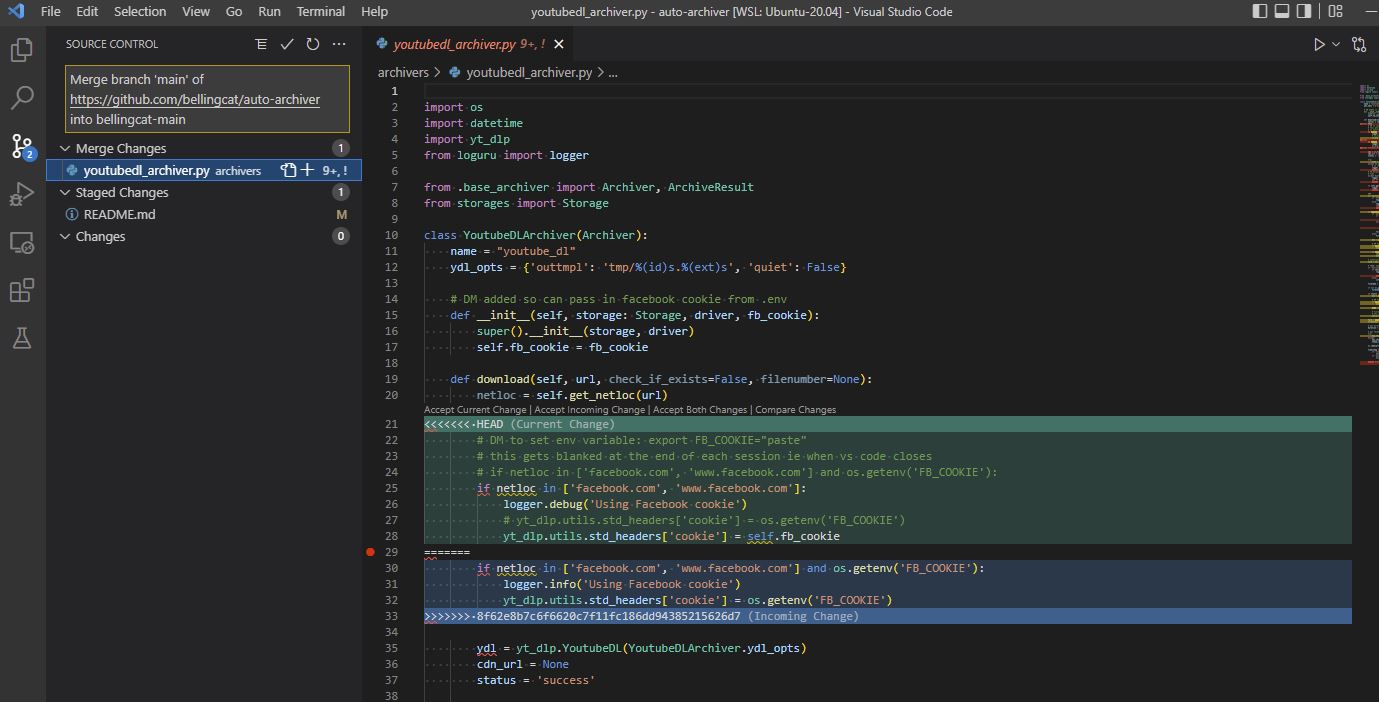 File Edit Selection View Go Run Terminal Help
youtubedl_archiver.py - auto-archiver [WSL: Ubuntu-20.04] - Visual Studio Code
2
SOURCE CONTROL
Merge branch 'main' of
https://github.com/bellingcat/auto-archiver
into bellingcat-main
Merge Changes 1
youtubedl_archiver.py archivers 9+, !
Staged Changes 1
README.md M
Changes 0
youtubedl_archiver.py 9+, !
archivers > youtubedl_archiver.py > ...
1
2 import os
3 import datetime
4 import yt_dlp
5 from loguru import logger
6
7 from .base_archiver import Archiver, ArchiveResult
8 from storages import Storage
9
10 class YoutubeDLArchiver(Archiver):
11 name = "youtube_dl"
12 ydl_opts = {'outtmpl': 'tmp/%(id)s.%(ext)s', 'quiet': False}
13
14 # DM added so can pass in facebook cookie from .env
15 def __init__(self, storage: Storage, driver, fb_cookie):
16 super().__init__(storage, driver)
17 self.fb_cookie = fb_cookie
18
19 def download(self, url, check_if_exists=False, filenumber=None):
20 netloc = self.get_netloc(url)
Accept Current Change | Accept Incoming Change | Accept Both Changes | Compare Changes
21 <<<<<<< HEAD (Current Change)
22 # DM to set env variable: export FB_COOKIE="paste"
23 # this gets blanked at the end of each session ie when vs code closes
24 # if netloc in ['facebook.com', 'www.facebook.com'] and os.getenv('FB_COOKIE'):
25 if netloc in ['facebook.com', 'www.facebook.com']:
26 logger.debug('Using Facebook cookie')
27 # yt_dlp.utils.std_headers['cookie'] = os.getenv('FB_COOKIE')
28 yt_dlp.utils.std_headers['cookie'] = self.fb_cookie
29 =======
30 if netloc in ['facebook.com', 'www.facebook.com'] and os.getenv('FB_COOKIE'):
31 logger.info('Using Facebook cookie')
32 yt_dlp.utils.std_headers['cookie'] = os.getenv('FB_COOKIE')
33 >>>>>>> 8f62e8b7c6f6620c7f11fc186dd94385215626d7 (Incoming Change)
34
35 ydl = yt_dlp.YoutubeDL(YoutubeDLArchiver.ydl_opts)
36 cdn_url = None
37 status = 'success'
38